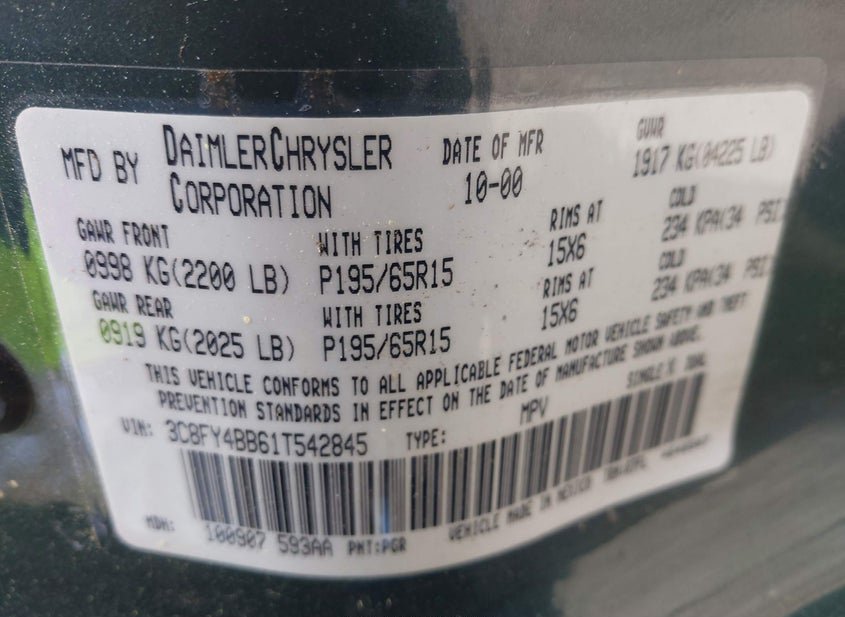 MFD BY DAIMLERCHRYSLER CORPORATION
DATE OF MFR 10-00
GVWR 1917 KG(04225 LB)
GAWR FRONT WITH TIRES RIMS AT COLD
0998 KG(2200 LB) P195/65R15 15X6 234 KPA(34 PSI
GAWR REAR WITH TIRES RIMS AT COLD
0919 KG(2025 LB) P195/65R15 15X6 234 KPA(34 PSI
THIS VEHICLE CONFORMS TO ALL APPLICABLE FEDERAL MOTOR VEHICLE SAFETY AND THEFT
PREVENTION STANDARDS IN EFFECT ON THE DATE OF MANUFACTURE SHOWN ABOVE.
VIN: 3C8FY4BB61T542845 TYPE: MPV SINGLE
MDH: 100907 593AA PNT:PGR VEHICLE MADE IN MEXICO